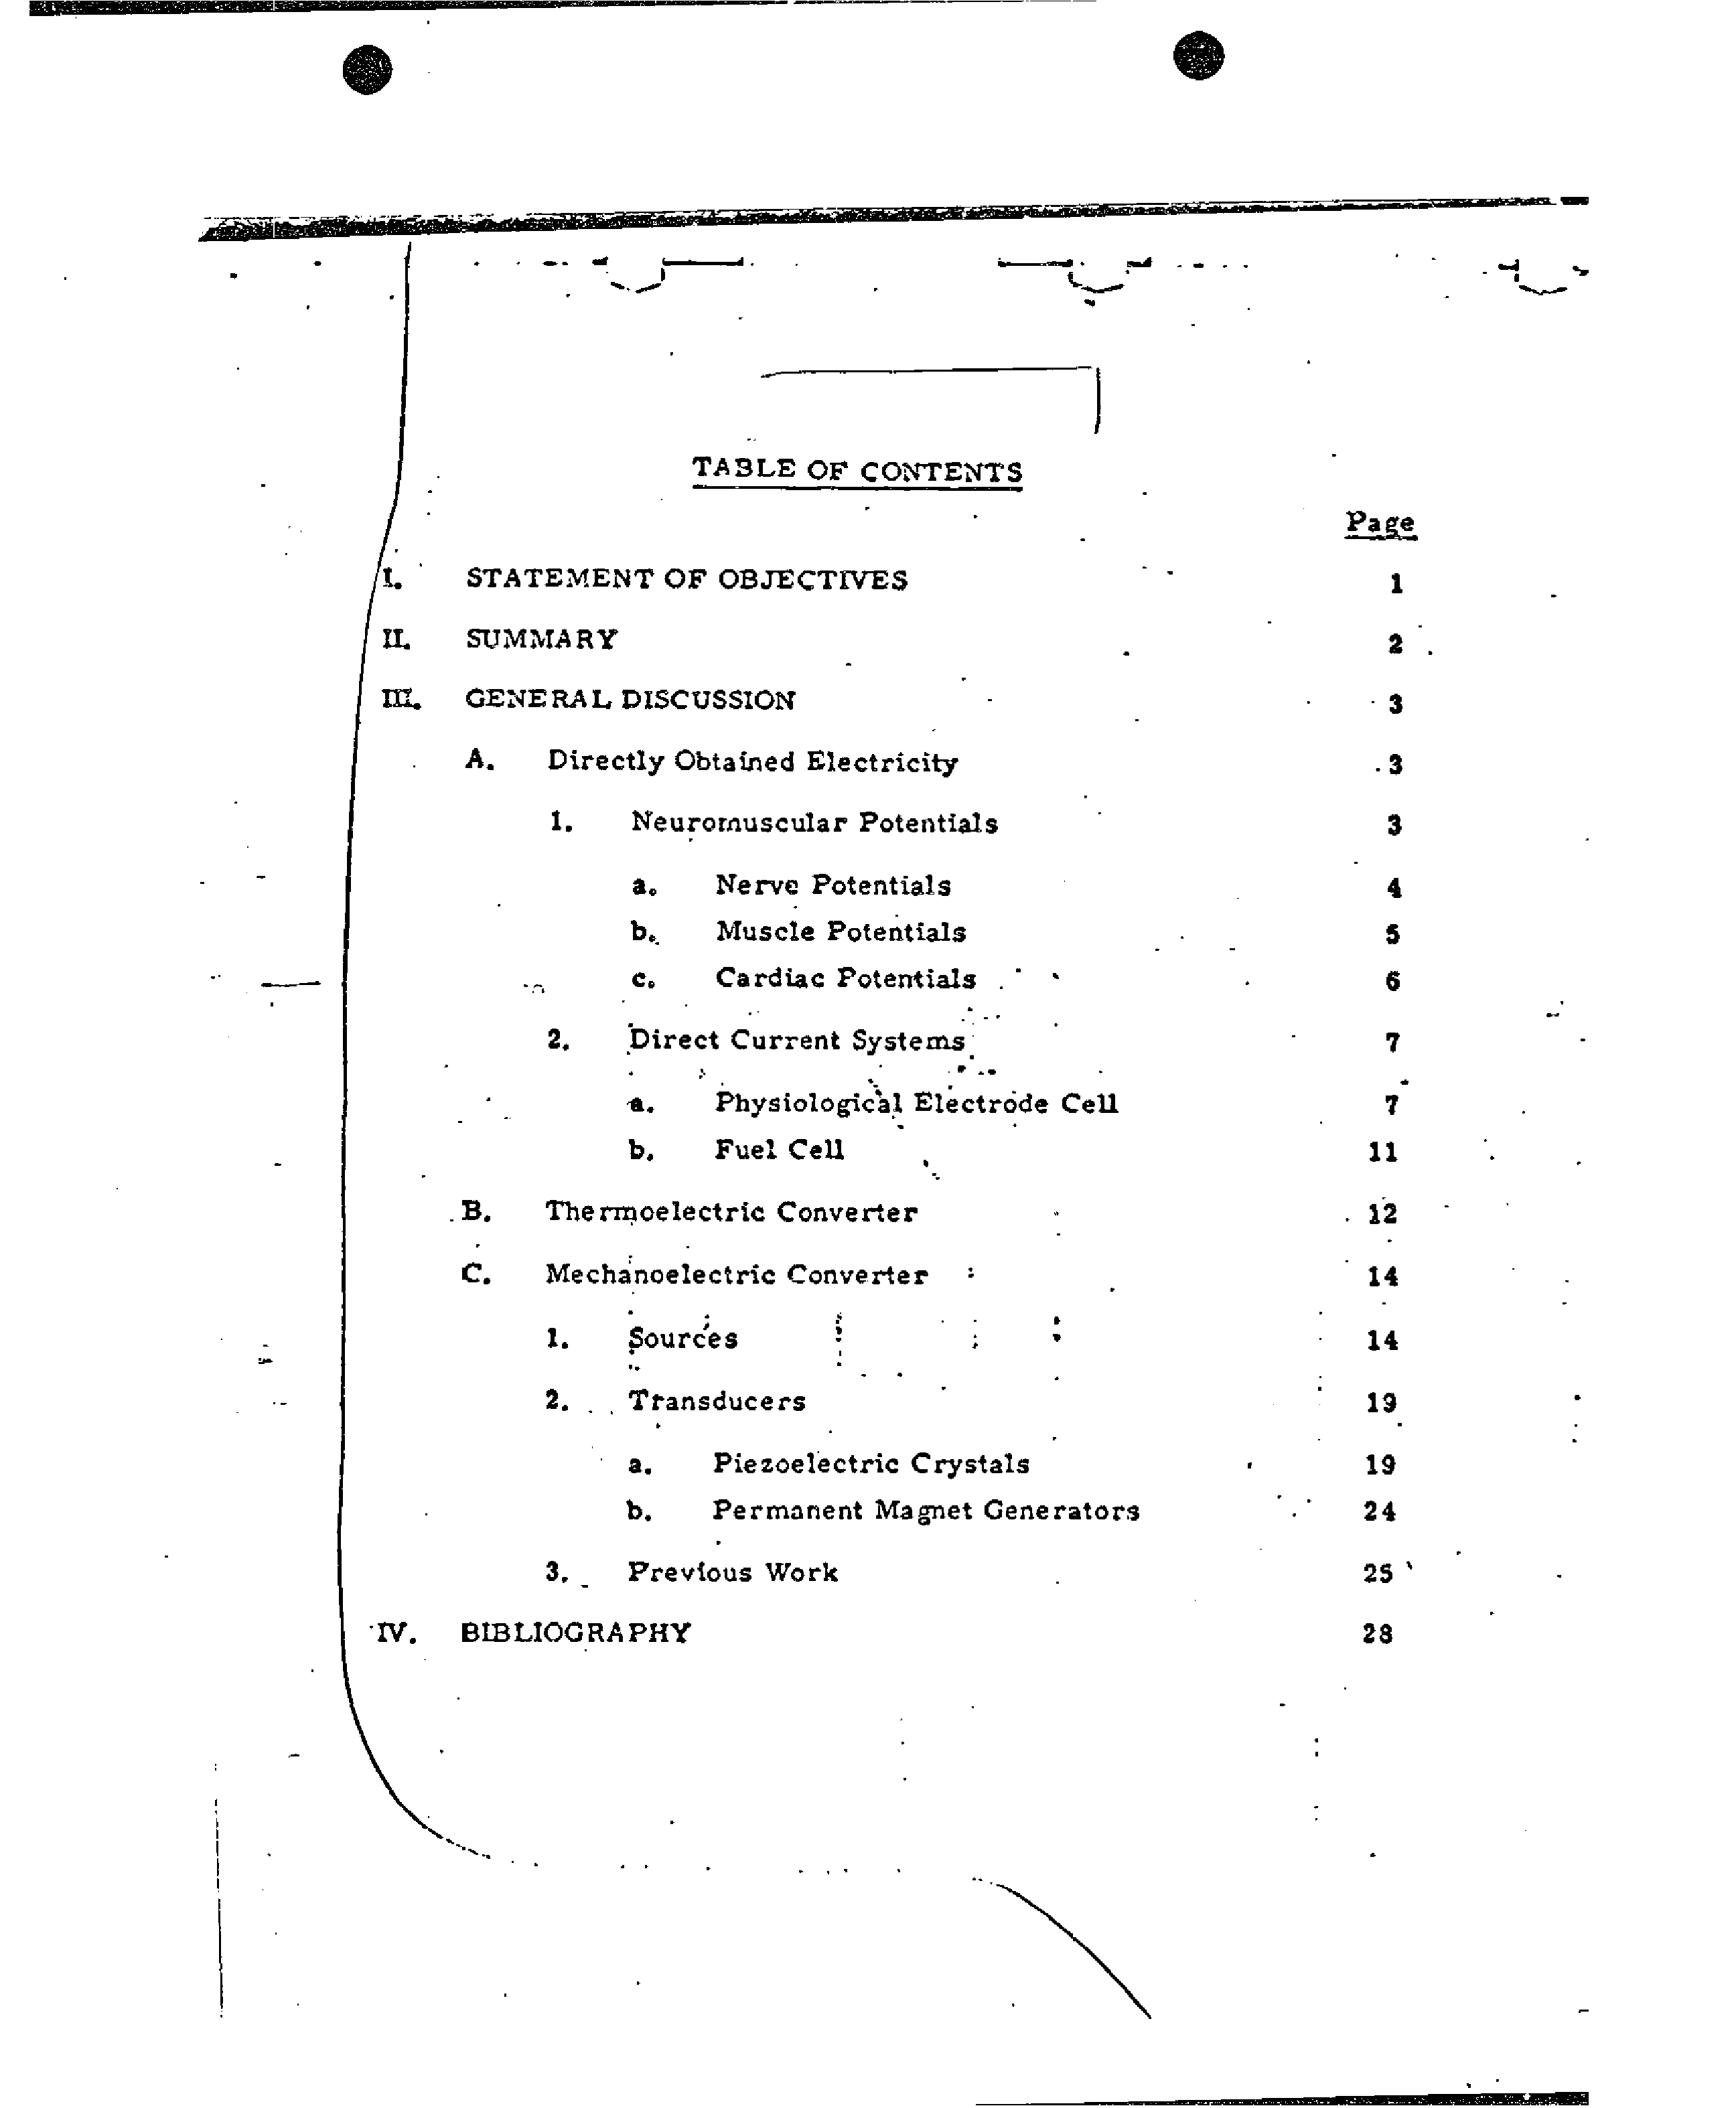 TABLE OF CONTENTS
Page
I. STATEMENT OF OBJECTIVES 1
II. SUMMARY 2
III. GENERAL DISCUSSION 3
A. Directly Obtained Electricity 3
1. Neuromuscular Potentials 3
a. Nerve Potentials 4
b. Muscle Potentials 5
c. Cardiac Potentials 6
2. Direct Current Systems 7
a. Physiological Electrode Cell 7
b. Fuel Cell 11
B. Thermoelectric Converter 12
C. Mechanoelectric Converter 14
1. Sources 14
2. Transducers 19
a. Piezoelectric Crystals 19
b. Permanent Magnet Generators 24
3. Previous Work 25
IV. BIBLIOGRAPHY 28